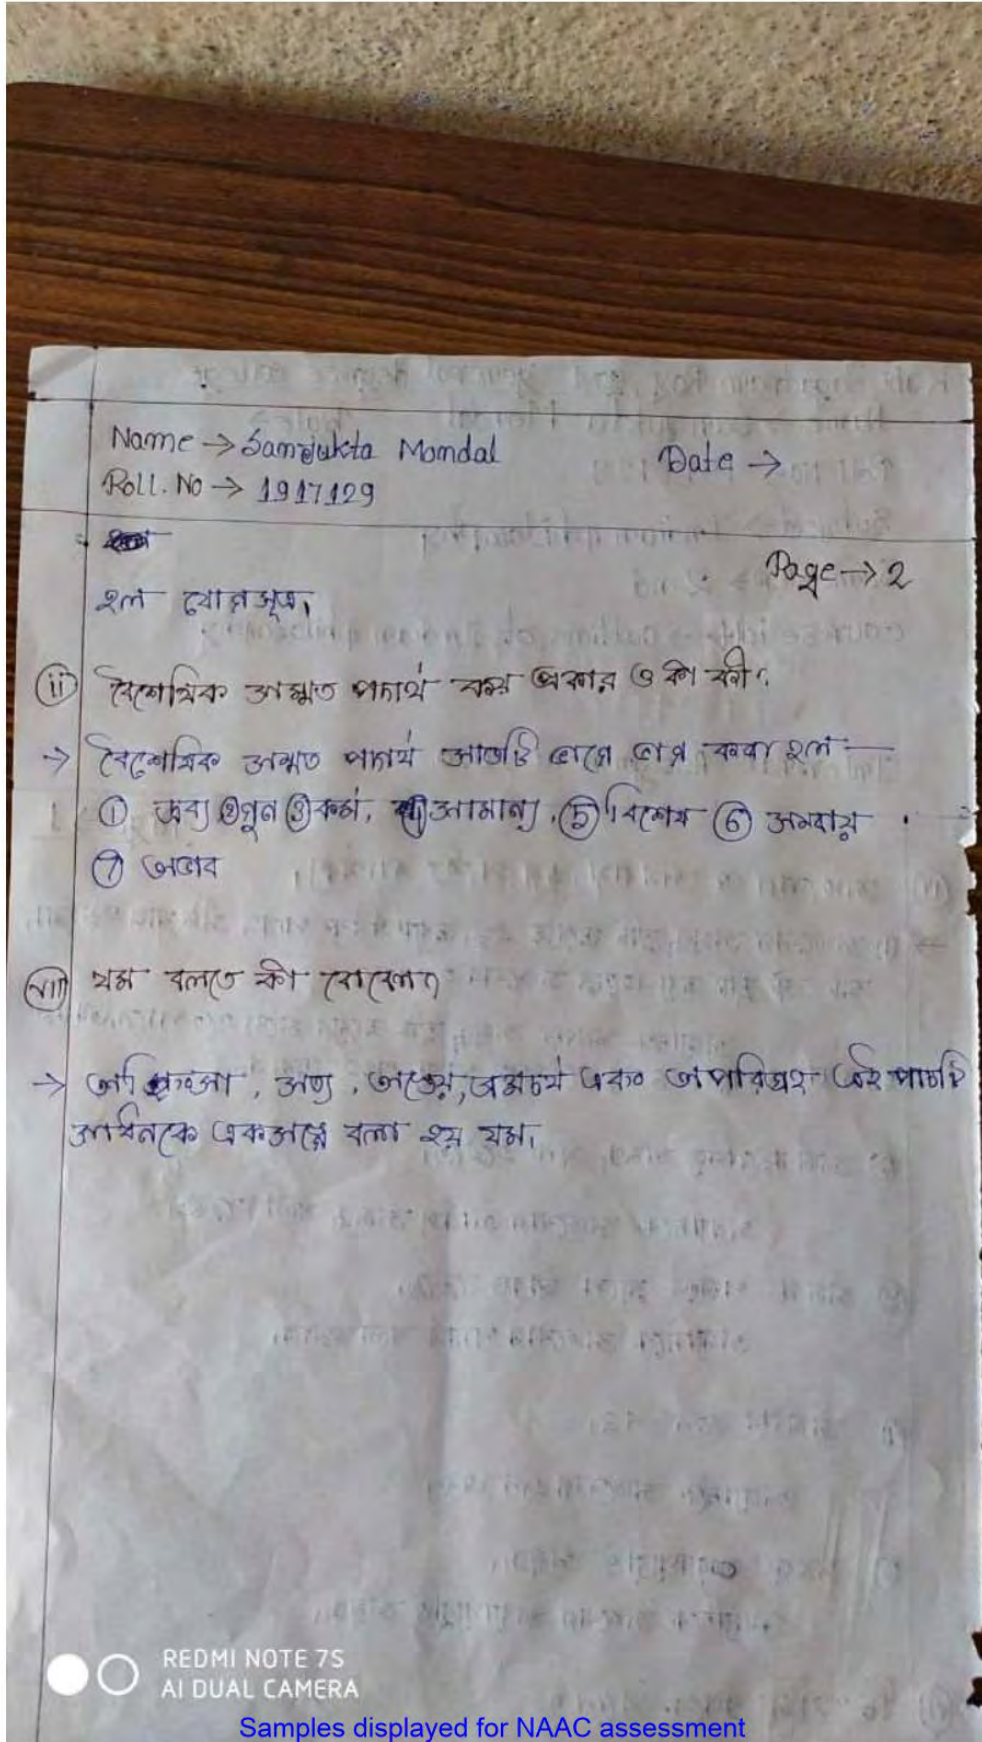 Name → Samjukta Mondal Date →
Roll. No → 1917129
Page → 2
হল যোগসূত্র।
(ii) বৈশেষিক সম্মত পদার্থ কয় প্রকার ও কী কী?
→ বৈশেষিক সম্মত পদার্থ সাতটি ভাগে ভাগ করা হল —
① দ্রব্য ② গুন ③ কর্ম, ④ সামান্য, ⑤ বিশেষ ⑥ সমবায়
⑦ অভাব
যম বলতে কী বোঝো?
→ সত্য, অস্তেয়, ব্রহ্মচর্য এবং অপরিগ্রহ এই পাচটি
সাধনকে একসঙ্গে বলা হয় যম।
REDMI NOTE 7S
AI DUAL CAMERA
Samples displayed for NAAC assessment